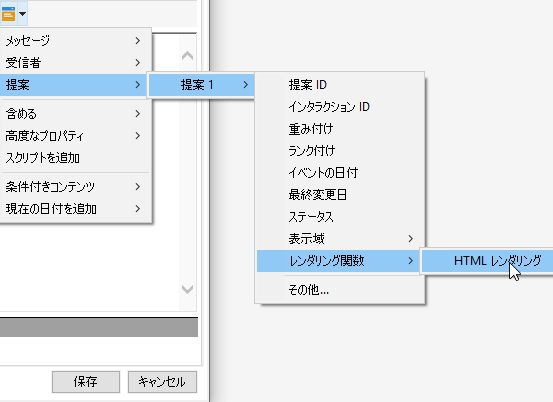 メッセージ
受信者
提案
含める
高度なプロパティ
スクリプトを追加
条件付きコンテンツ
現在の日付を追加
提案 1
提案 ID
インタラクション ID
重み付け
ランク付け
イベントの日付
最終変更日
ステータス
表示域
レンダリング関数
その他...
HTML レンダリング
保存
キャンセル